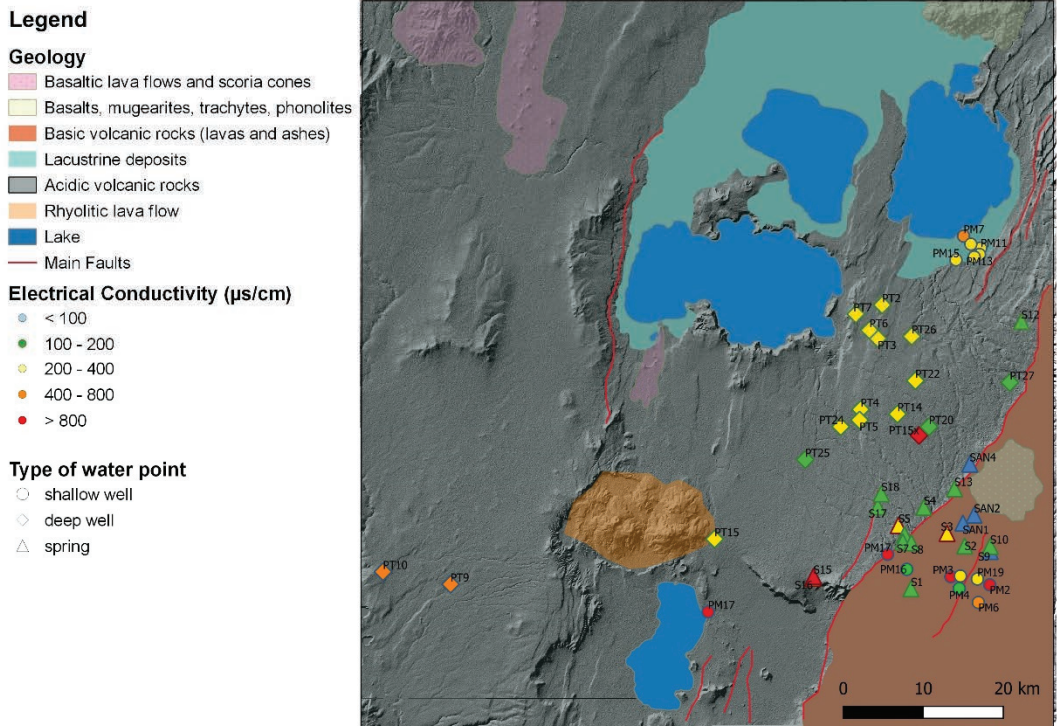 Legend
Geology
Basaltic lava flows and scoria cones
Basalts, mugearites, trachytes, phonolites
Basic volcanic rocks (lavas and ashes)
Lacustrine deposits
Acidic volcanic rocks
Rhyolitic lava flow
Lake
Main Faults
Electrical Conductivity (µs/cm)
< 100
100 - 200
200 - 400
400 - 800
> 800
Type of water point
shallow well
deep well
spring
PM7
PM11
PM15
PM13
PT2
PT7
PT6
PT3
PT26
S12
PT22
PT27
PT4
PT14
PT24
PT5
PT15x
PT20
PT25
SAN4
S18
S13
S17
S4
SAN2
S5
S3
SAN1
PT15
S7
S8
S2
S10
PM17
S9
PT10
PT9
S15
S16
PM16
PM3
PM19
S1
PM4
PM2
PM17
PM6
0 10 20 km